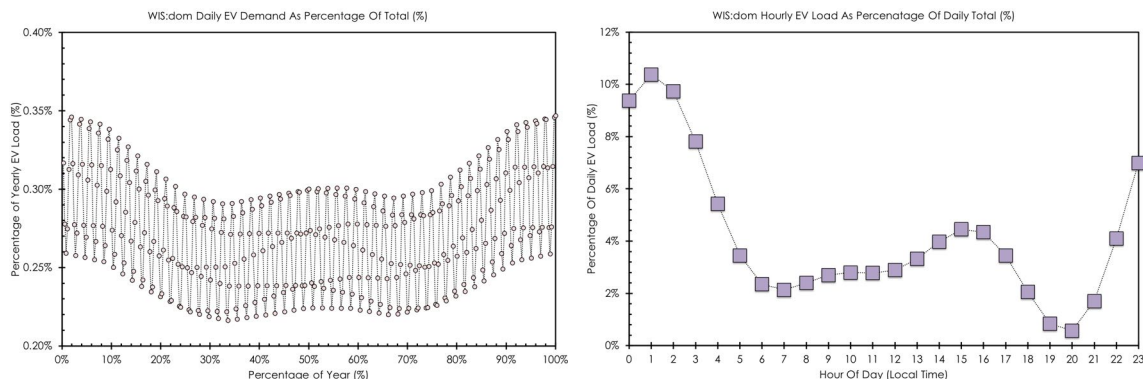 WIS:dom Daily EV Demand As Percentage Of Total (%)
0.40%
0.35%
0.30%
0.25%
0.20%
Percentage of Yearly EV Load (%)
0% 10% 20% 30% 40% 50% 60% 70% 80% 90% 100%
Percentage of Year (%)
WIS:dom Hourly EV Load As Percenatage Of Daily Total (%)
12%
10%
8%
6%
4%
2%
0%
Percentage Of Daily EV Load (%)
0 1 2 3 4 5 6 7 8 9 10 11 12 13 14 15 16 17 18 19 20 21 22 23
Hour Of Day (Local Time)